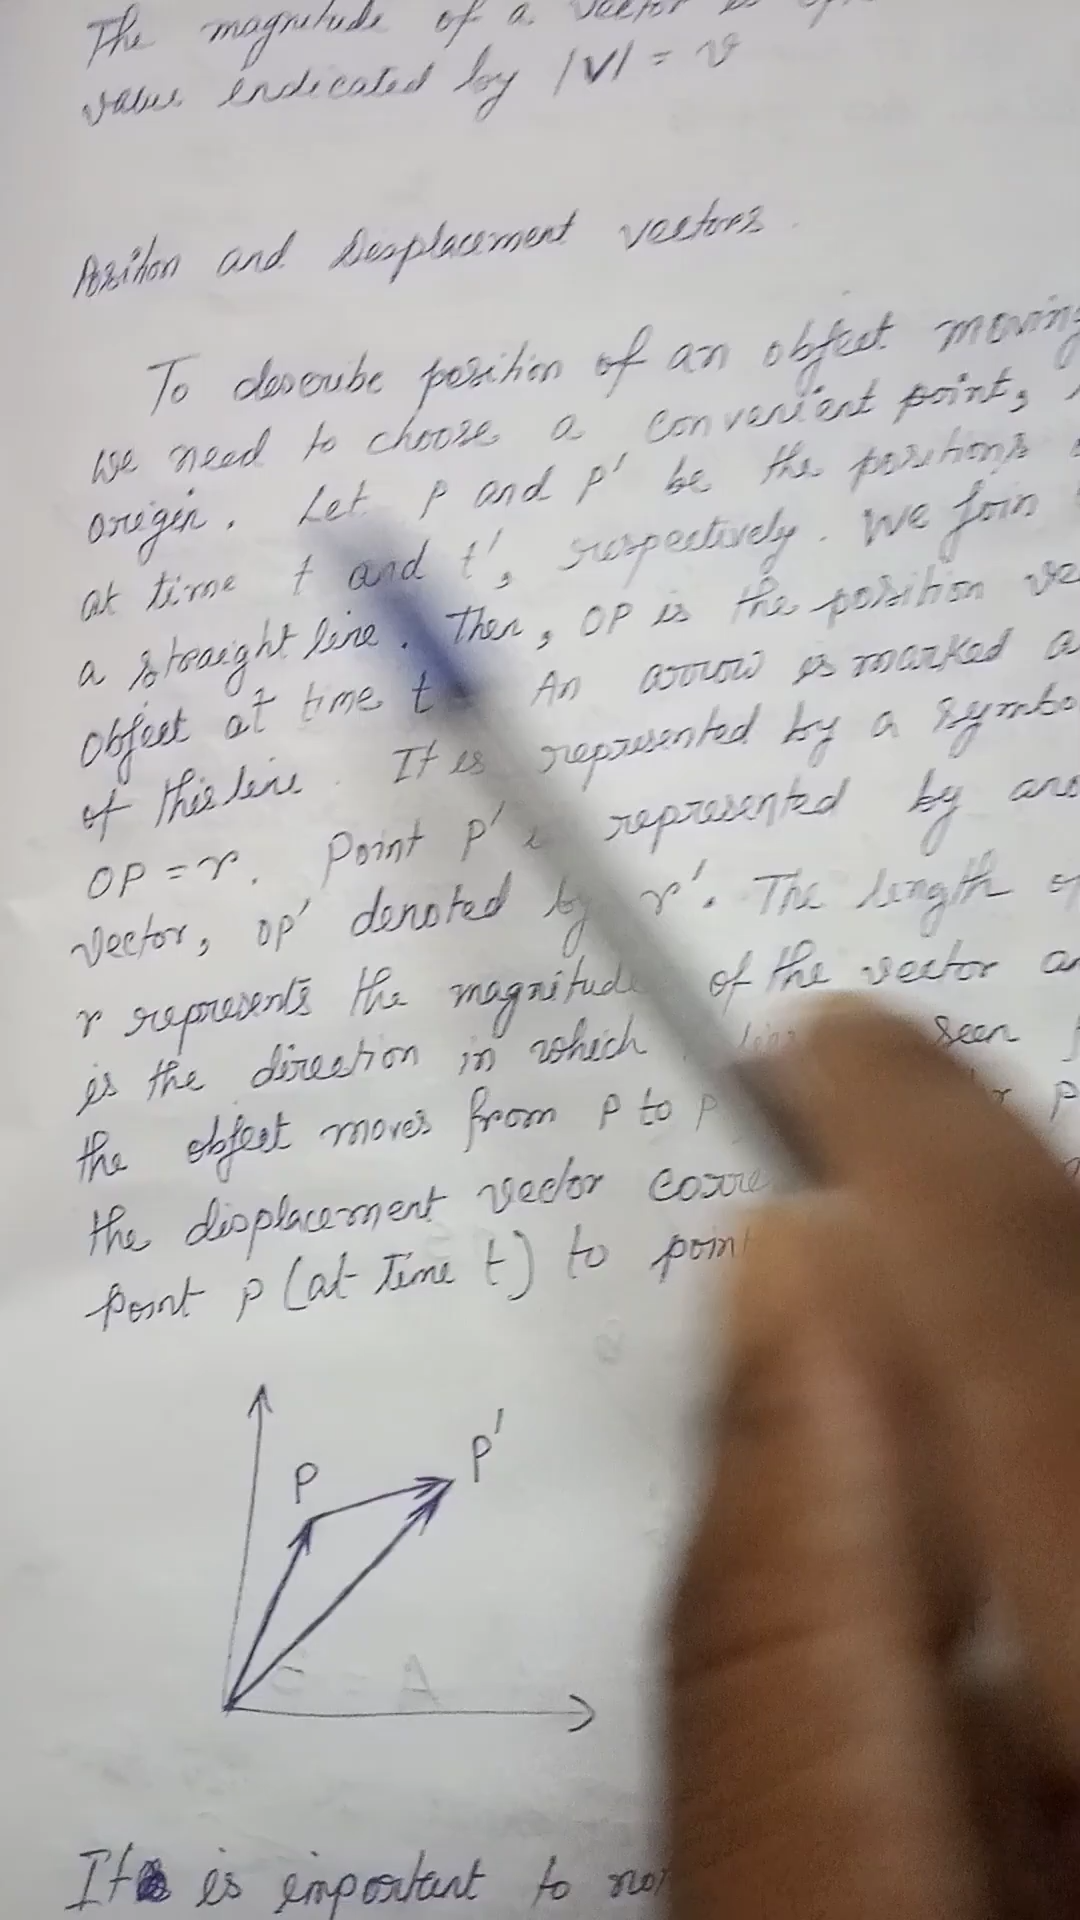 The magnitude of a vector is
value indicated by |V| = v
Position and Displacement vectors.
To describe position of an object moving
we need to choose a convenient point,
origin. Let P and P' be the positions
at time t and t', respectively. We join
a straight line. Then, OP is the position
object at time t. An arrow is marked
of this line. It is represented by a
OP = r. Point P' represented by
vector, OP' denoted by r'. The length
r represents the magnitude of the vector
is the direction in which seen
the object moves from P to P
the displacement vector
point P (at time t) to point
P
P'
It is important to